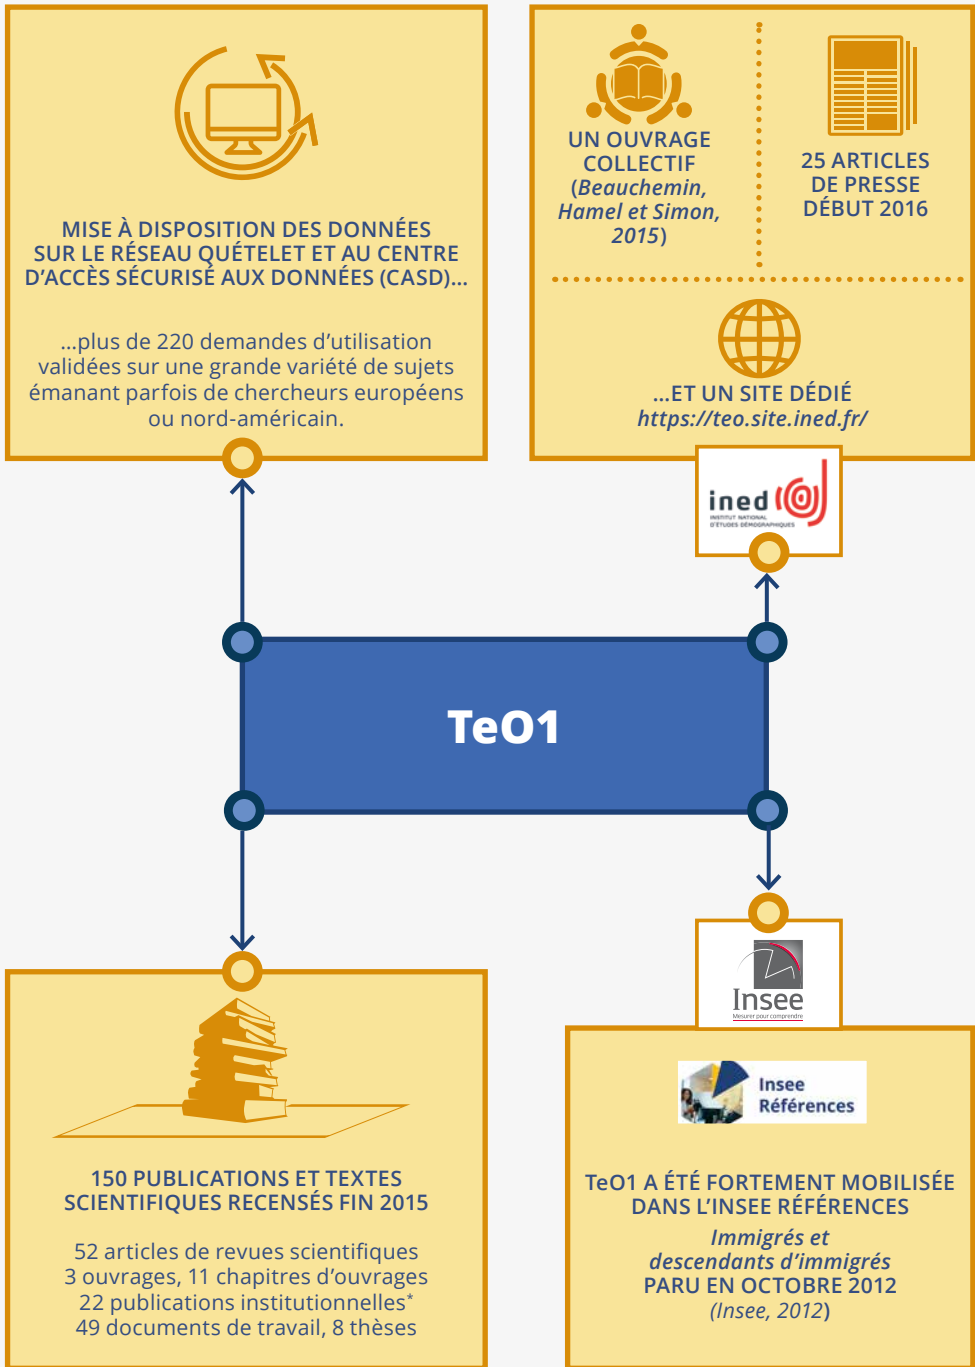 MISE À DISPOSITION DES DONNÉES
SUR LE RÉSEAU QUÉTELET ET AU CENTRE
D’ACCÈS SÉCURISÉ AUX DONNÉES (CASD)...
...plus de 220 demandes d’utilisation
validées sur une grande variété de sujets
émanant parfois de chercheurs européens
ou nord-américain.
UN OUVRAGE
COLLECTIF
(Beauchemin,
Hamel et Simon,
2015)
25 ARTICLES
DE PRESSE
DÉBUT 2016
...ET UN SITE DÉDIÉ
https://teo.site.ined.fr/
ined
INSTITUT NATIONAL
D’ÉTUDES DÉMOGRAPHIQUES
TeO1
150 PUBLICATIONS ET TEXTES
SCIENTIFIQUES RECENSÉS FIN 2015
52 articles de revues scientifiques
3 ouvrages, 11 chapitres d’ouvrages
22 publications institutionnelles*
49 documents de travail, 8 thèses
Insee
Mesurer pour comprendre
Insee
Références
TeO1 A ÉTÉ FORTEMENT MOBILISÉE
DANS L’INSEE RÉFÉRENCES
Immigrés et
descendants d’immigrés
PARU EN OCTOBRE 2012
(Insee, 2012)